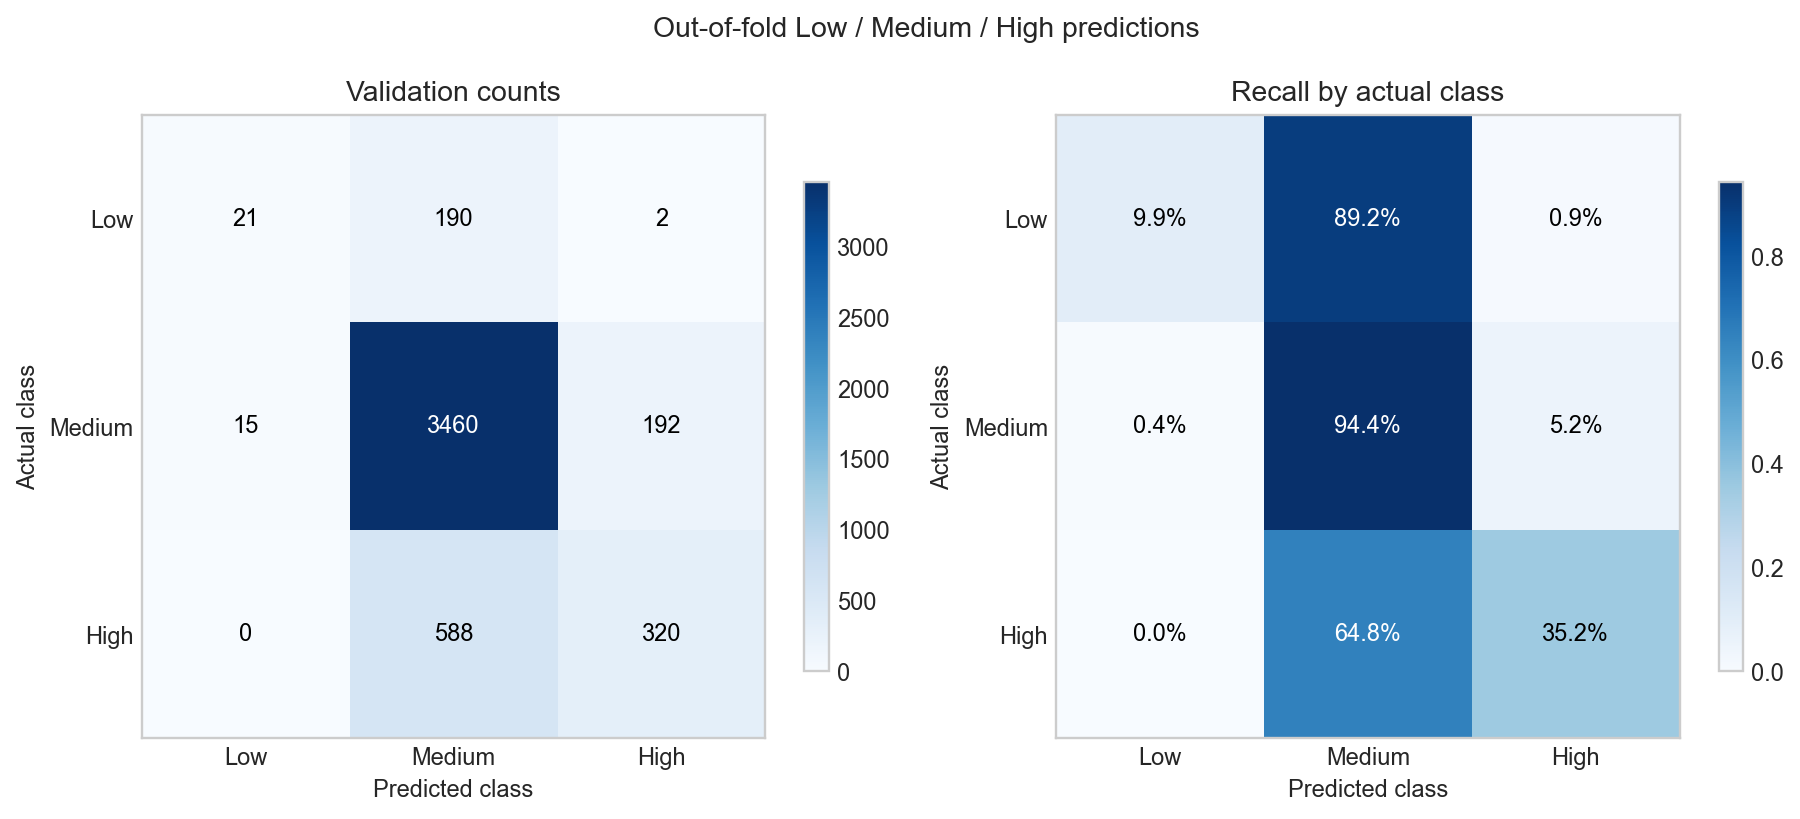 Out-of-fold Low / Medium / High predictions
Validation counts
Actual class
Low
21
190
2
Medium
15
3460
192
High
0
588
320
Low
Medium
High
Predicted class
3000
2500
2000
1500
1000
500
0
Recall by actual class
Actual class
Low
9.9%
89.2%
0.9%
Medium
0.4%
94.4%
5.2%
High
0.0%
64.8%
35.2%
Low
Medium
High
Predicted class
0.8
0.6
0.4
0.2
0.0